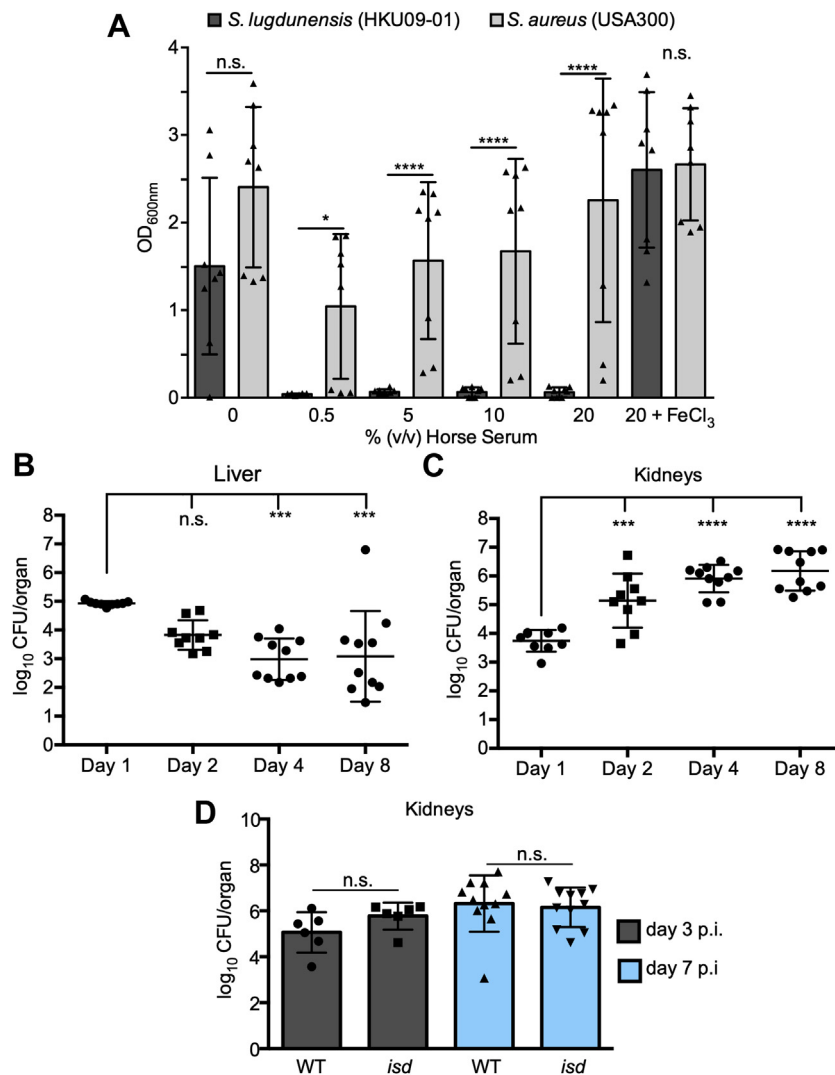 A
S. lugdunensis (HKU09-01) S. aureus (USA300)
n.s. * **** **** **** n.s.
OD600nm
4
3
2
1
0
0 0.5 5 10 20 20 + FeCl3
% (v/v) Horse Serum
B
Liver
n.s. *** ***
log10 CFU/organ
8
7
6
5
4
3
2
1
0
Day 1 Day 2 Day 4 Day 8
C
Kidneys
*** **** ****
log10 CFU/organ
8
7
6
5
4
3
2
1
0
Day 1 Day 2 Day 4 Day 8
D
Kidneys
n.s. n.s.
log10 CFU/organ
10
8
6
4
2
0
WT isd WT isd
day 3 p.i.
day 7 p.i